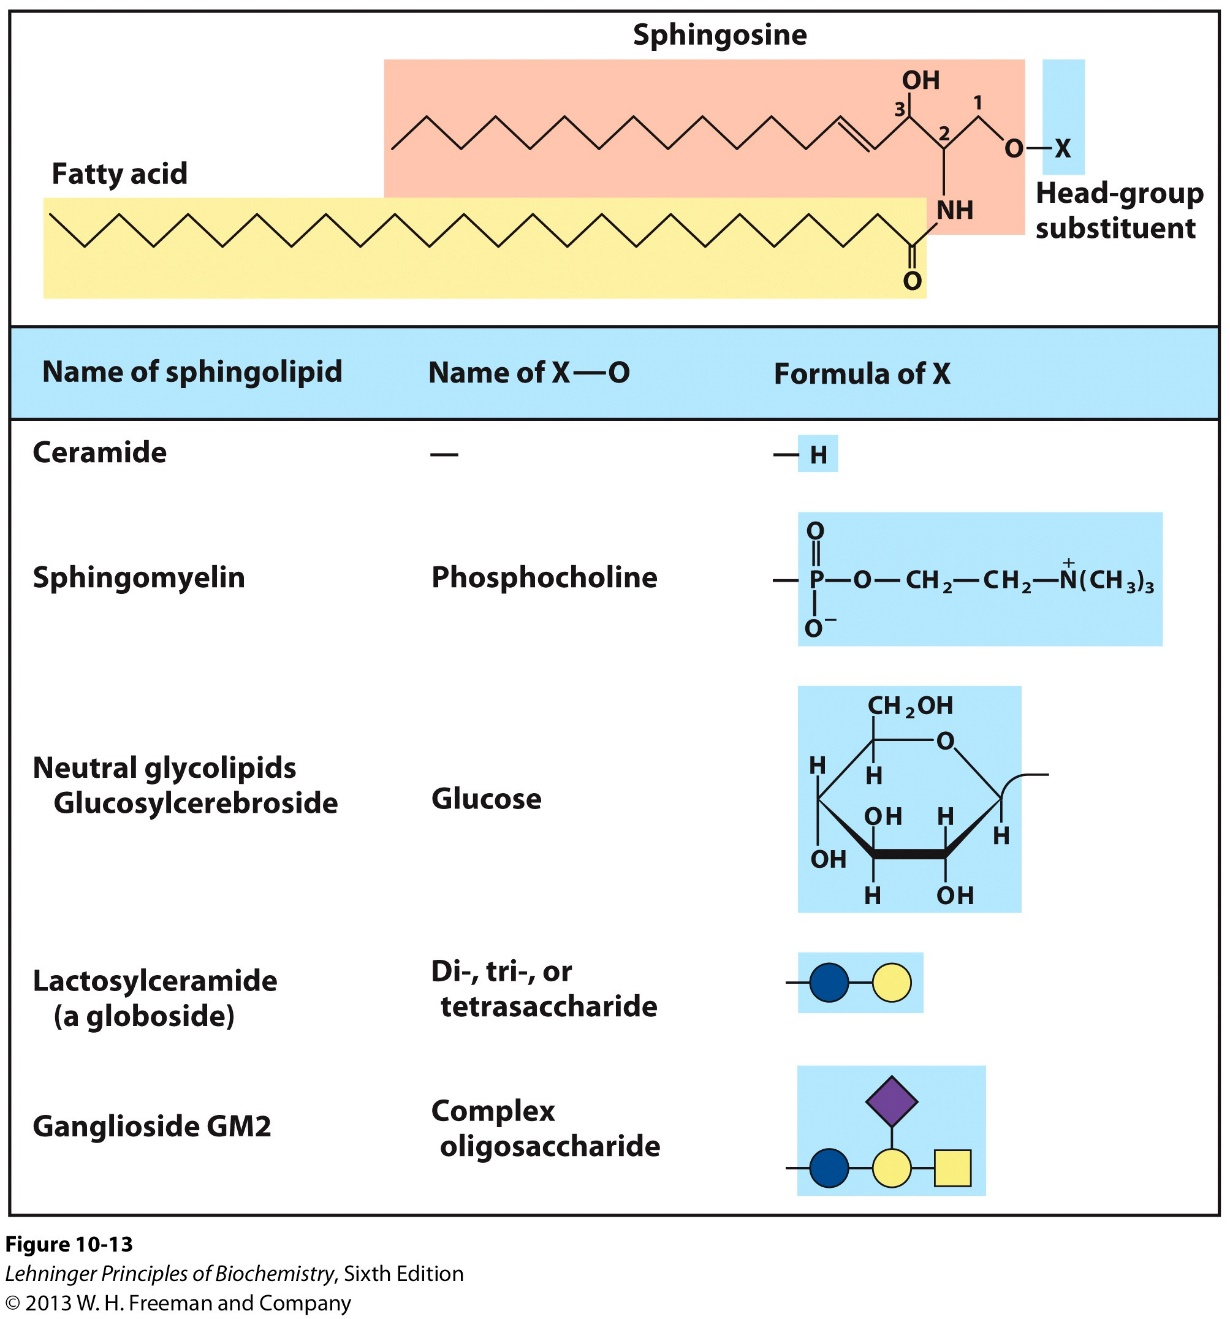 Sphingosine
OH
3
1
2
O—X
Fatty acid
Head-group
substituent
NH
O
Name of sphingolipid
Name of X—O
Formula of X
Ceramide
—
— H
Sphingomyelin
Phosphocholine
O
—P—O—CH₂—CH₂—N(CH₃)₃
+
O⁻
Neutral glycolipids
Glucosylcerebroside
Glucose
CH₂OH
O
H
H
OH
H
H
OH
H
OH
Lactosylceramide
(a globoside)
Di-, tri-, or
tetrasaccharide
Ganglioside GM2
Complex
oligosaccharide
Figure 10-13
Lehninger Principles of Biochemistry, Sixth Edition
© 2013 W. H. Freeman and Company